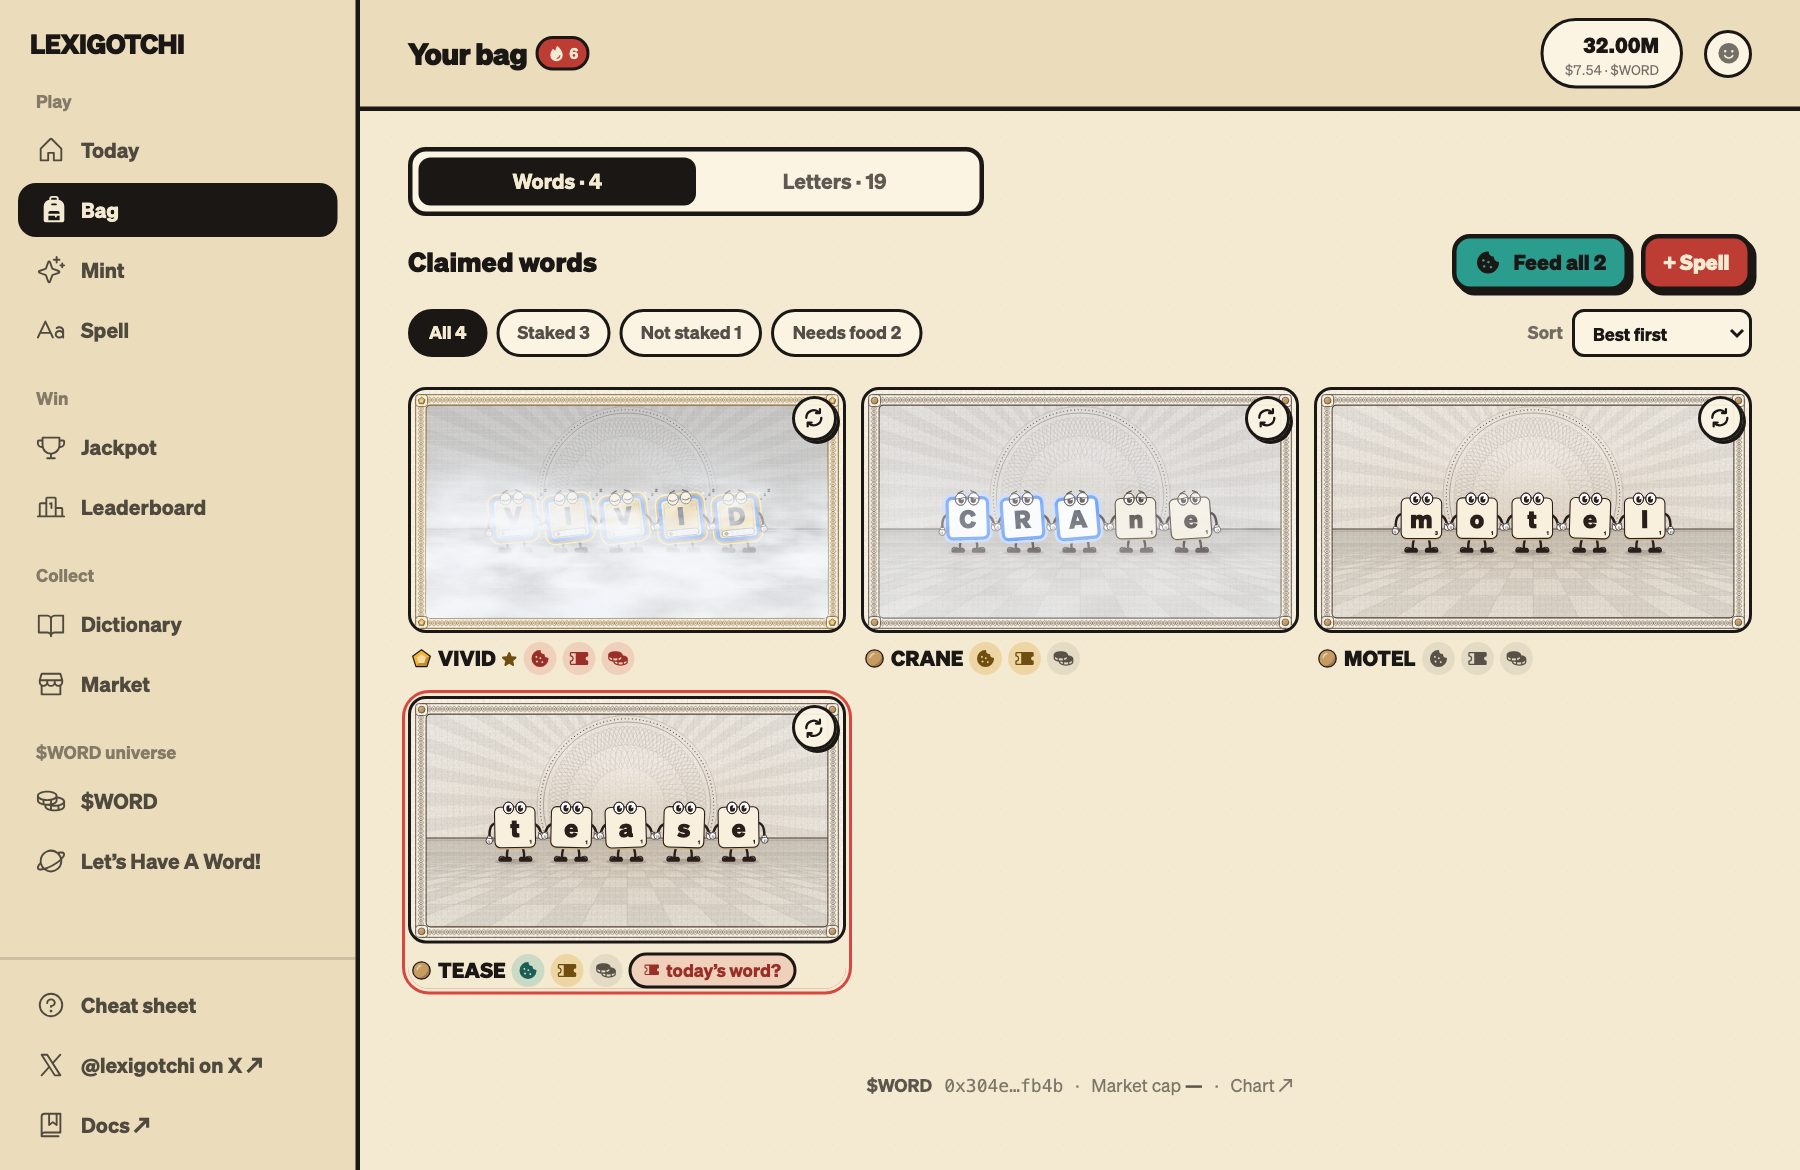 LEXIGOTCHI
Play
Today
Bag
Mint
Aa Spell
Win
Jackpot
Leaderboard
Collect
Dictionary
Market
$WORD universe
$WORD
Let's Have A Word!
Cheat sheet
@lexigotchi on X ↗
Docs ↗
Your bag 6
32.00M
$7.54 · $WORD
Words · 4
Letters · 19
Claimed words
Feed all 2
+ Spell
All 4
Staked 3
Not staked 1
Needs food 2
Sort
Best first
V I V I D
C R A n e
m o t e l
VIVID
CRANE
MOTEL
t e a s e
TEASE
today's word?
$WORD 0x304e…fb4b · Market cap — · Chart ↗